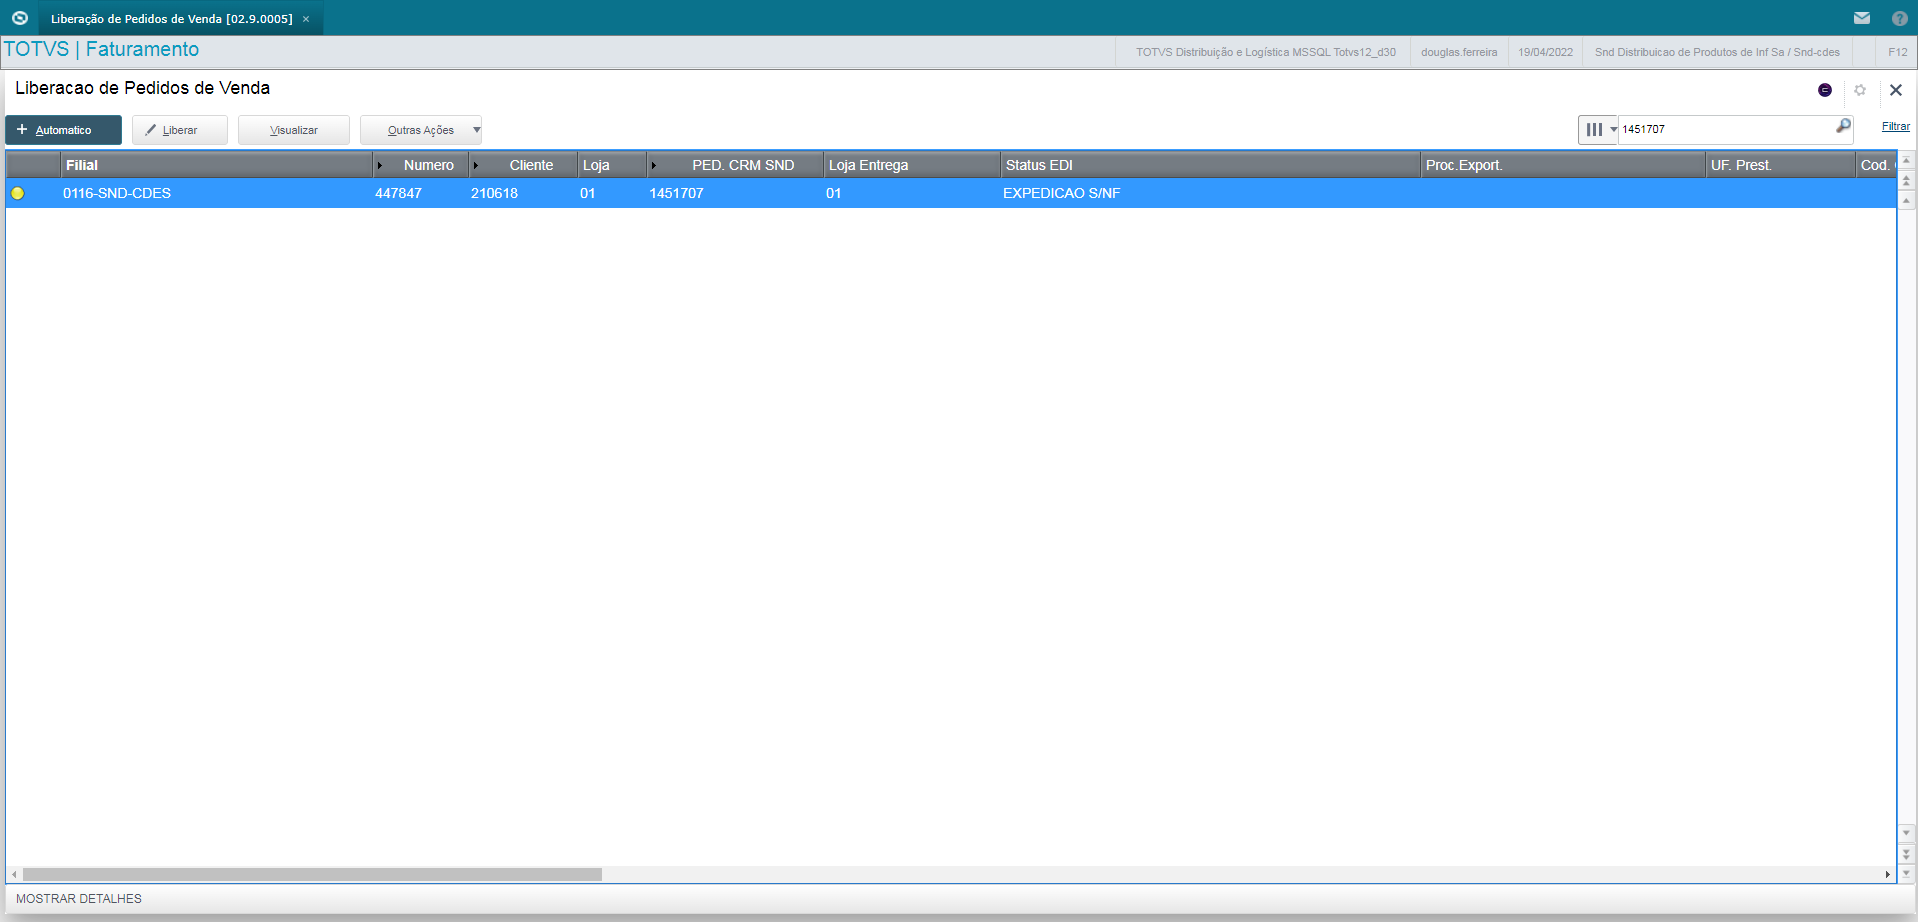 Liberação de Pedidos de Venda [02.9.0005] ×
TOTVS | Faturamento
TOTVS Distribuição e Logística MSSQL Totvs12_d30 douglas.ferreira 19/04/2022 Snd Distribuicao de Produtos de Inf Sa / Snd-cdes F12
Liberacao de Pedidos de Venda
+ Automatico Liberar Visualizar Outras Ações 1451707 Filtrar
Filial Numero Cliente Loja PED. CRM SND Loja Entrega Status EDI Proc.Export. UF. Prest. Cod.
0116-SND-CDES 447847 210618 01 1451707 01 EXPEDICAO S/NF
MOSTRAR DETALHES